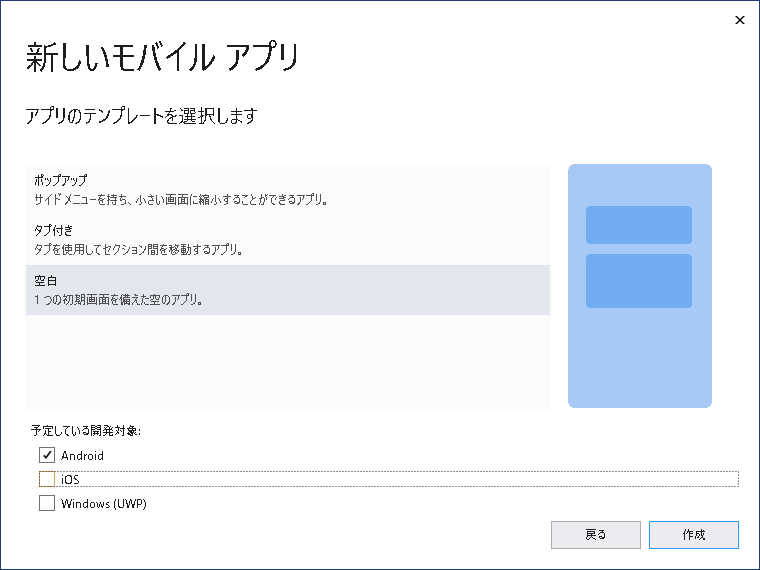 新しいモバイル アプリ
アプリのテンプレートを選択します
ポップアップ
サイド メニューを持ち、小さい画面に縮小することができるアプリ。
タブ付き
タブを使用してセクション間を移動するアプリ。
空白
1 つの初期画面を備えた空のアプリ。
予定している開発対象:
Android
iOS
Windows (UWP)
戻る
作成